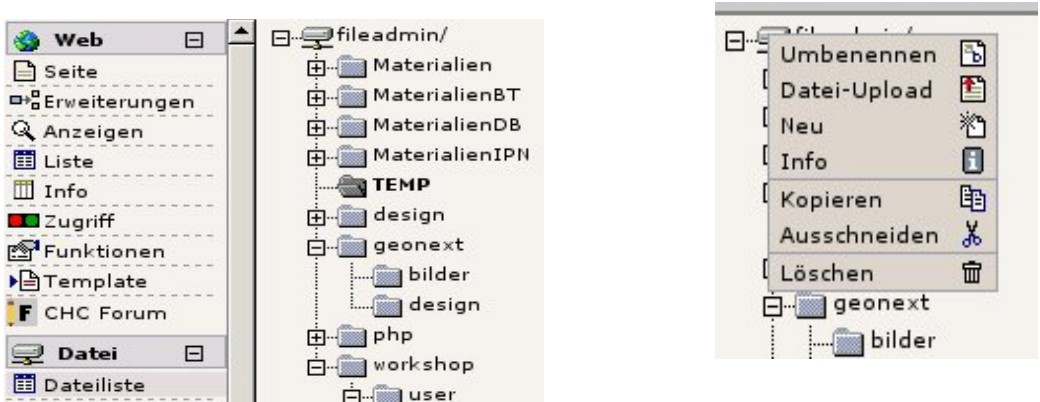 Web
Seite
Erweiterungen
Anzeigen
Liste
Info
Zugriff
Funktionen
Template
F CHC Forum
Datei
Dateiliste
fileadmin/
Materialien
MaterialienBT
MaterialienDB
MaterialienIPN
TEMP
design
geonext
bilder
design
php
workshop
user
Umbenennen
Datei-Upload
Neu
Info
Kopieren
Ausschneiden
Löschen
geonext
bilder